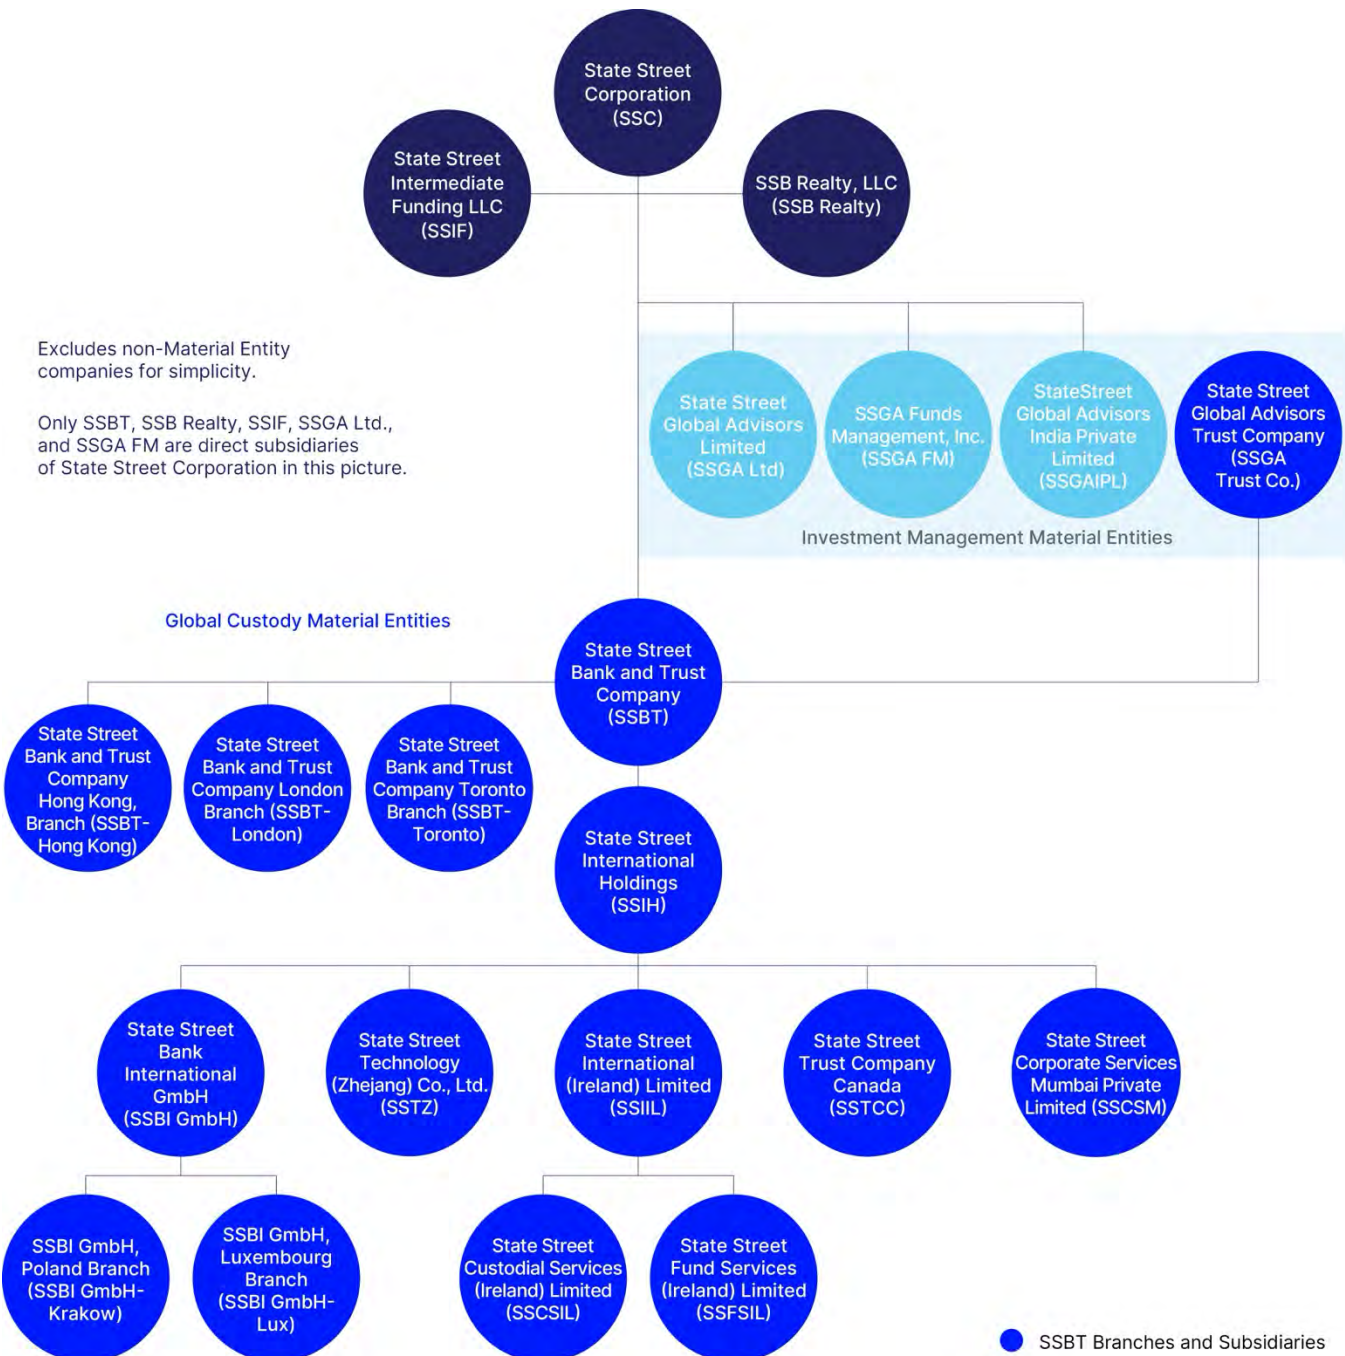 State Street
Corporation
(SSC)
State Street
Intermediate
Funding LLC
(SSIF)
SSB Realty, LLC
(SSB Realty)
Excludes non-Material Entity
companies for simplicity.
Only SSBT, SSB Realty, SSIF, SSGA Ltd.,
and SSGA FM are direct subsidiaries
of State Street Corporation in this picture.
State Street
Global Advisors
Limited
(SSGA Ltd)
SSGA Funds
Management, Inc.
(SSGA FM)
StateStreet
Global Advisors
India Private
Limited
(SSGAIPL)
State Street
Global Advisors
Trust Company
(SSGA
Trust Co.)
Investment Management Material Entities
Global Custody Material Entities
State Street
Bank and Trust
Company
(SSBT)
State Street
Bank and Trust
Company
Hong Kong,
Branch (SSBT-
Hong Kong)
State Street
Bank and Trust
Company London
Branch (SSBT-
London)
State Street
Bank and Trust
Company Toronto
Branch (SSBT-
Toronto)
State Street
International
Holdings
(SSIH)
State Street
Bank
International
GmbH
(SSBI GmbH)
State Street
Technology
(Zhejang) Co., Ltd.
(SSTZ)
State Street
International
(Ireland) Limited
(SSIIL)
State Street
Trust Company
Canada
(SSTCC)
State Street
Corporate Services
Mumbai Private
Limited (SSCSM)
SSBI GmbH,
Poland Branch
(SSBI GmbH-
Krakow)
SSBI GmbH,
Luxembourg
Branch
(SSBI GmbH-
Lux)
State Street
Custodial Services
(Ireland) Limited
(SSCSIL)
State Street
Fund Services
(Ireland) Limited
(SSFSIL)
SSBT Branches and Subsidiaries